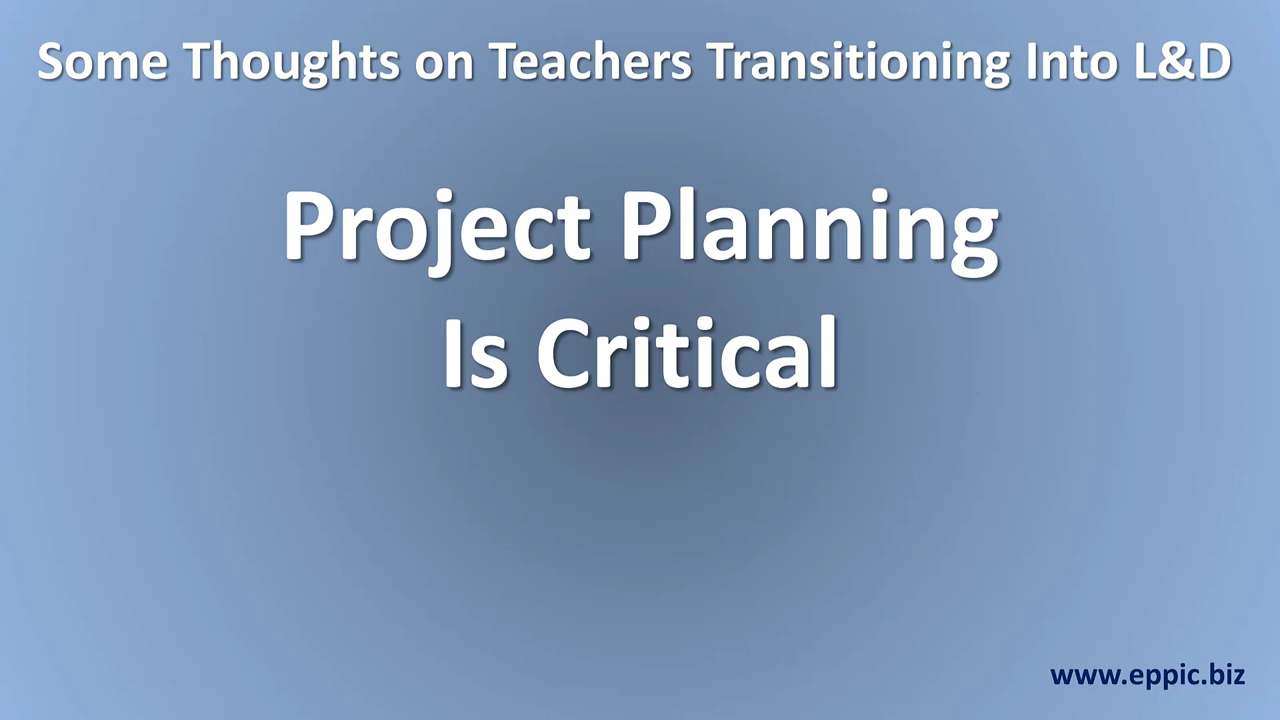 Some Thoughts on Teachers Transitioning Into L&D
Project Planning
Is Critical
www.eppic.biz